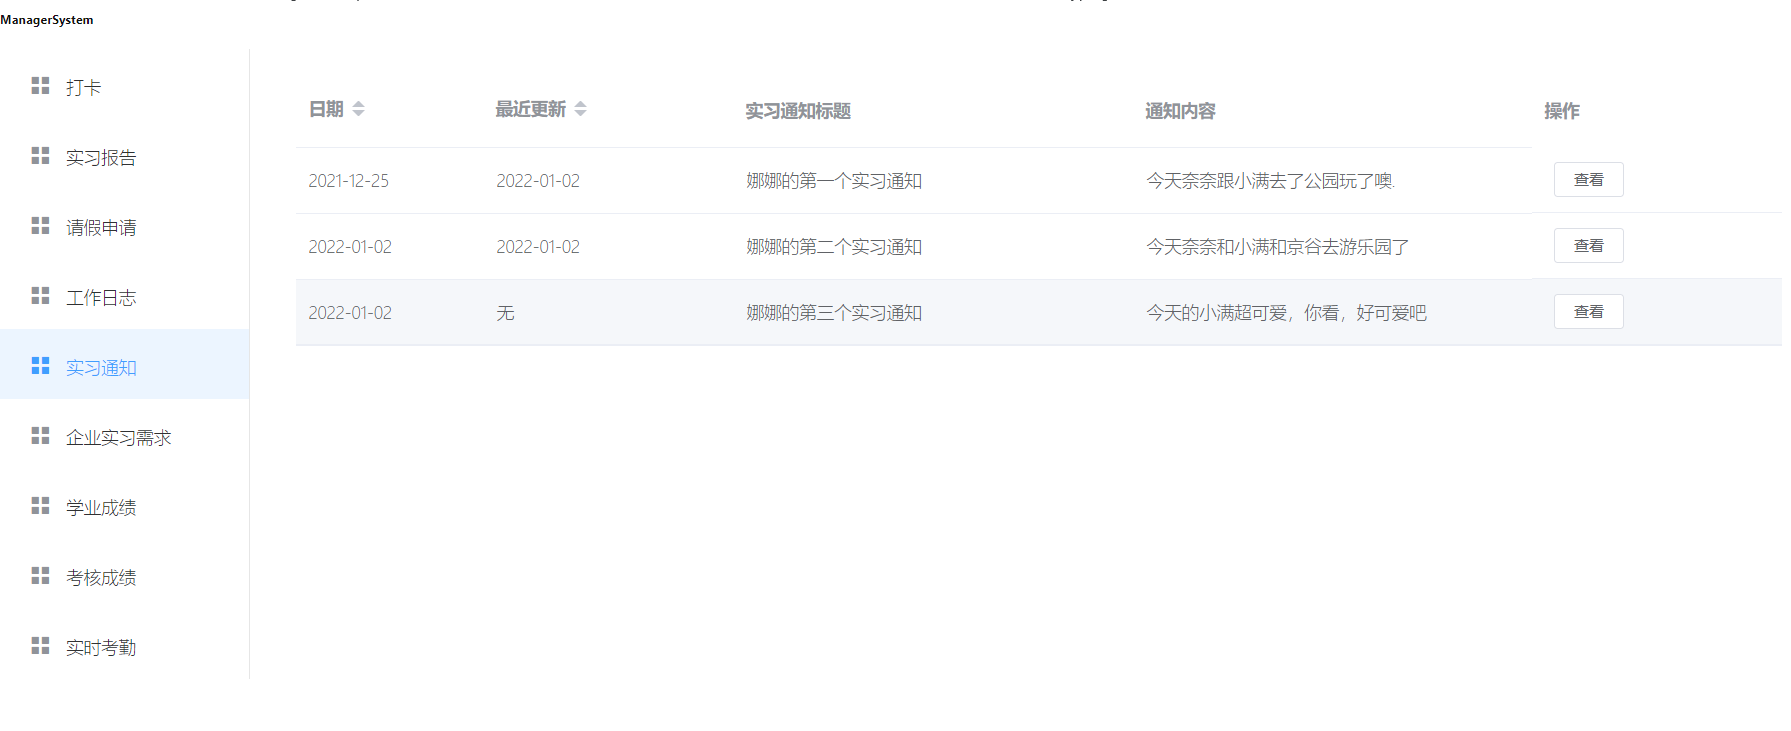 ManagerSystem
打卡
实习报告
请假申请
工作日志
实习通知
企业实习需求
学业成绩
考核成绩
实时考勤
日期 最近更新 实习通知标题 通知内容 操作
2021-12-25 2022-01-02 娜娜的第一个实习通知 今天奈奈跟小满去了公园玩了噢. 查看
2022-01-02 2022-01-02 娜娜的第二个实习通知 今天奈奈和小满和京谷去游乐园了 查看
2022-01-02 无 娜娜的第三个实习通知 今天的小满超可爱，你看，好可爱吧 查看